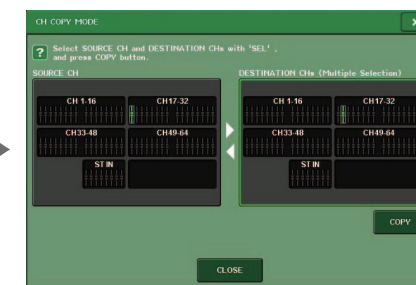 CH COPY MODE
X
? Select SOURCE CH and DESTINATION CHs with 'SEL' ,
and press COPY button.
SOURCE CH
DESTINATION CHs (Multiple Selection)
CH 1-16
CH17-32
CH 1-16
CH17-32
CH33-48
CH49-64
CH33-48
CH49-64
ST IN
ST IN
COPY
CLOSE